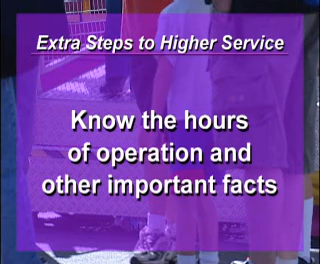 Extra Steps to Higher Service
Know the hours
of operation and
other important facts